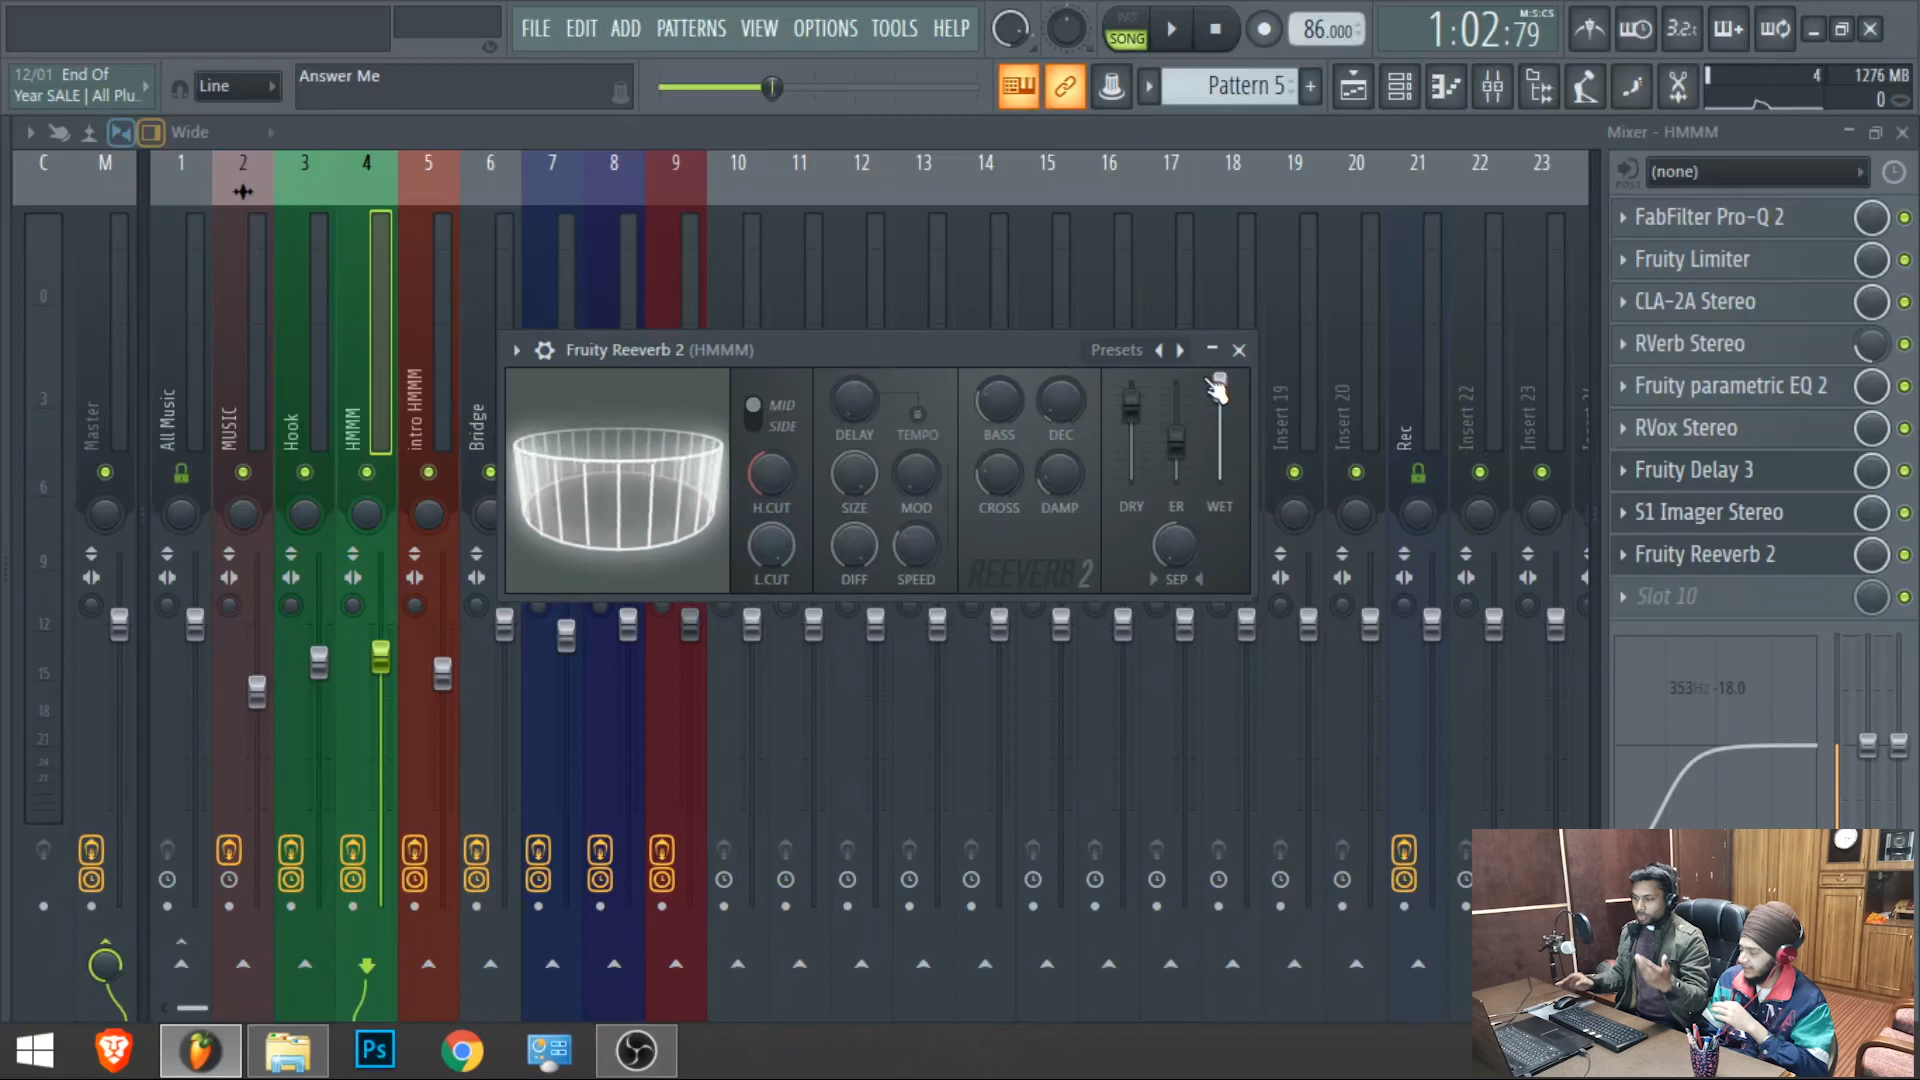 FILE EDIT ADD PATTERNS VIEW OPTIONS TOOLS HELP
PAT
SONG
86.000
M:S:CS
1:02:79
3.2.
12/01 End Of
Year SALE | All Plu..
Line
Answer Me
Pattern 5
4
1276 MB
0
Wide
Mixer - HMMM
C M 1 2 3 4 5 6 7 8 9 10 11 12 13 14 15 16 17 18 19 20 21 22 23
POST
(none)
FabFilter Pro-Q 2
Fruity Limiter
CLA-2A Stereo
RVerb Stereo
Fruity parametric EQ 2
RVox Stereo
Fruity Delay 3
S1 Imager Stereo
Fruity Reeverb 2
Slot 10
353Hz -18.0
0
3
6
9
12
15
18
21
24
27
Master
All Music
MUSIC
Hook
HMMM
intro HMMM
Bridge
Insert 19
Insert 20
Rec
Insert 22
Insert 23
Fruity Reeverb 2 (HMMM)
Presets
MID
SIDE
DELAY TEMPO
BASS DEC
H.CUT SIZE MOD CROSS DAMP DRY ER WET
L.CUT DIFF SPEED REEVERB 2 SEP
Ps